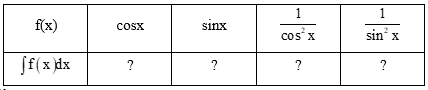 f(x) cosx sinx 1/cos² x 1/sin² x
∫f(x)dx ? ? ? ?